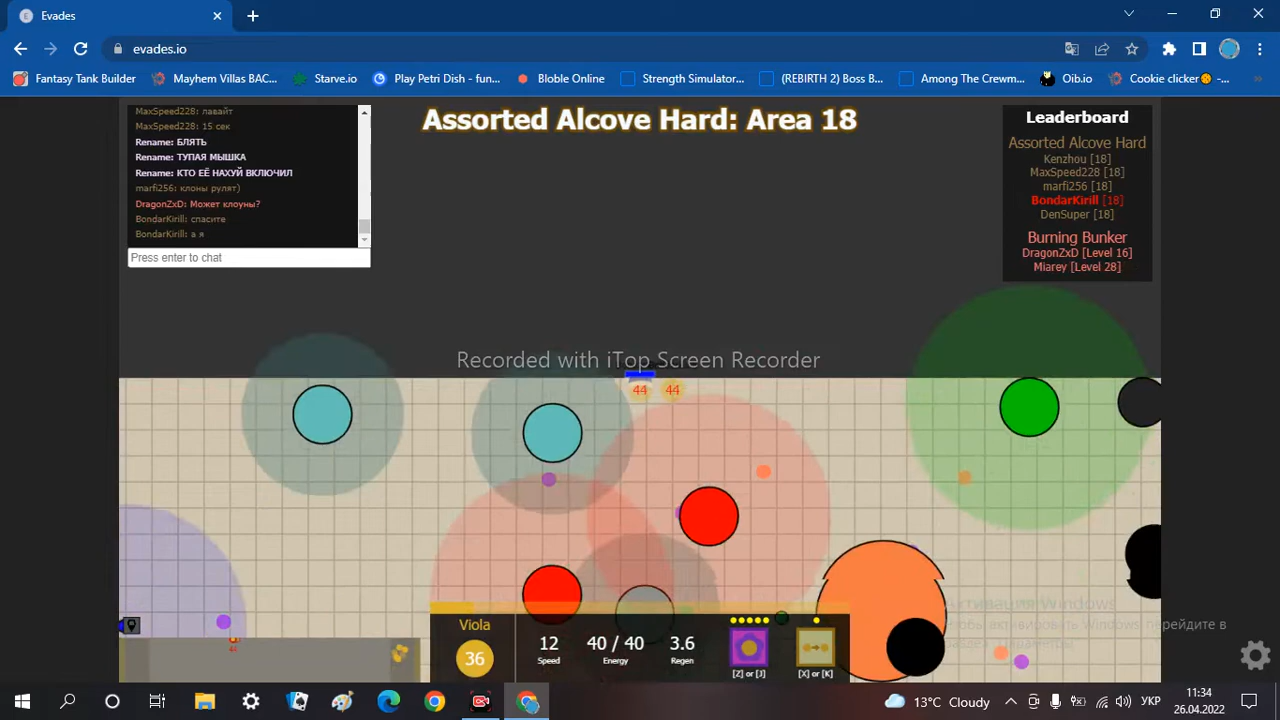 Evades
evades.io
Fantasy Tank Builder
Mayhem Villas BAC...
Starve.io
Play Petri Dish - fun...
Bloble Online
Strength Simulator...
(REBIRTH 2) Boss B...
Among The Crewm...
Oib.io
Cookie clicker - ...
MaxSpeed228: лавайт
MaxSpeed228: 15 сек
Rename: БЛЯТЬ
Rename: ТУПАЯ МЫШКА
Rename: КТО ЕЁ НАХУЙ ВКЛЮЧИЛ
marfi256: клоны рулят)
DragonZxD: Может клоуны?
BondarKirill: спасите
BondarKirill: а я
Press enter to chat
Assorted Alcove Hard: Area 18
Leaderboard
Assorted Alcove Hard
Kenzhou [18]
MaxSpeed228 [18]
marfi256 [18]
BondarKirill [18]
DenSuper [18]
Burning Bunker
DragonZxD [Level 16]
Miarey [Level 28]
Recorded with iTop Screen Recorder
44 44
Viola
36
12
Speed
40 / 40
Energy
3.6
Regen
[Z] or [J]
[X] or [K]
Активация Windows
Чтобы активировать Windows, перейдите в
13°C Cloudy
УКР
11:34
26.04.2022